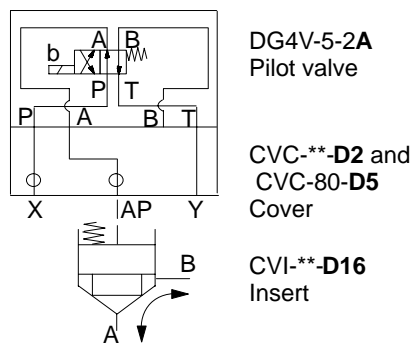 A B
b
P T
P A B T
X AP Y
B
A
DG4V-5-2A
Pilot valve
CVC-**-D2 and
CVC-80-D5
Cover
CVI-**-D16
Insert